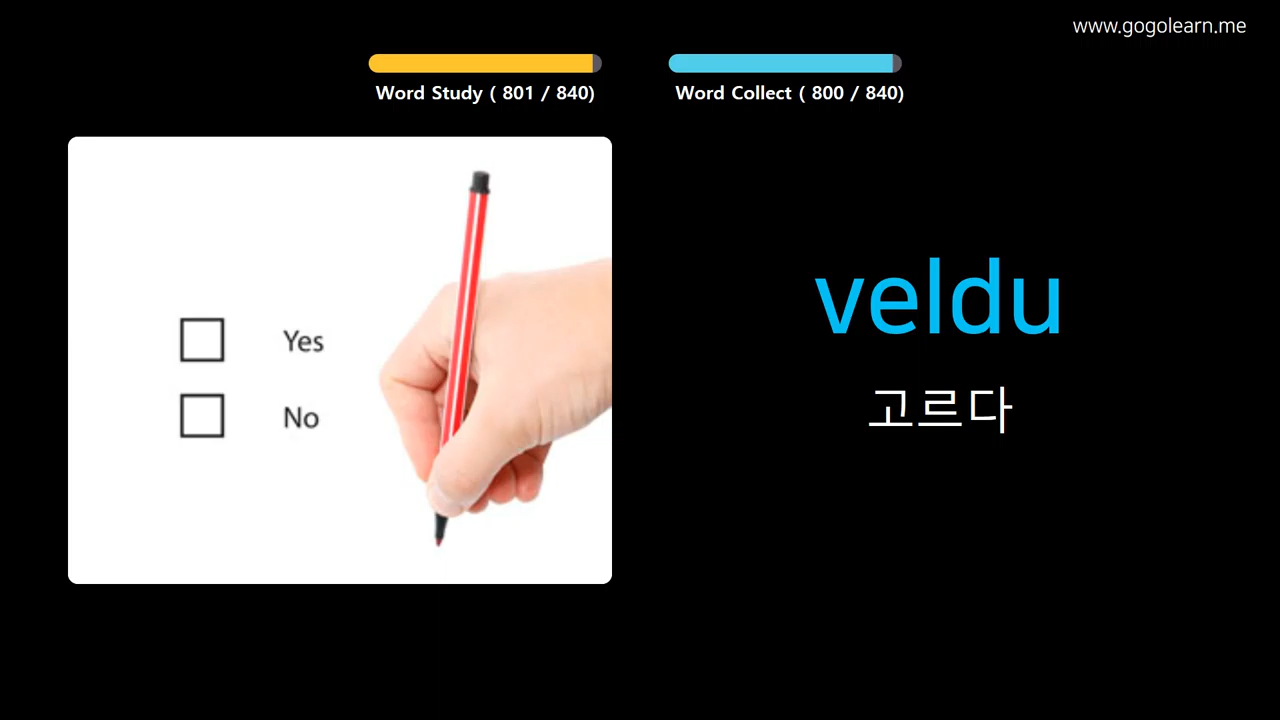 www.gogolearn.me
Word Study ( 801 / 840)
Word Collect ( 800 / 840)
Yes
No
veldu
고르다